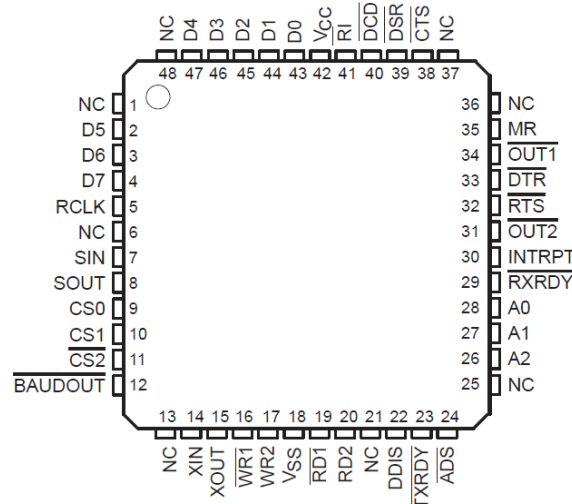 NC D4 D3 D2 D1 D0 VCC RI DCD DSR CTS NC
48 47 46 45 44 43 42 41 40 39 38 37
NC 1
D5 2
D6 3
D7 4
RCLK 5
NC 6
SIN 7
SOUT 8
CS0 9
CS1 10
CS2 11
BAUDOUT 12
36 NC
35 MR
34 OUT1
33 DTR
32 RTS
31 OUT2
30 INTRPT
29 RXRDY
28 A0
27 A1
26 A2
25 NC
13 14 15 16 17 18 19 20 21 22 23 24
NC XIN XOUT WR1 WR2 VSS RD1 RD2 NC DDIS TXRDY ADS